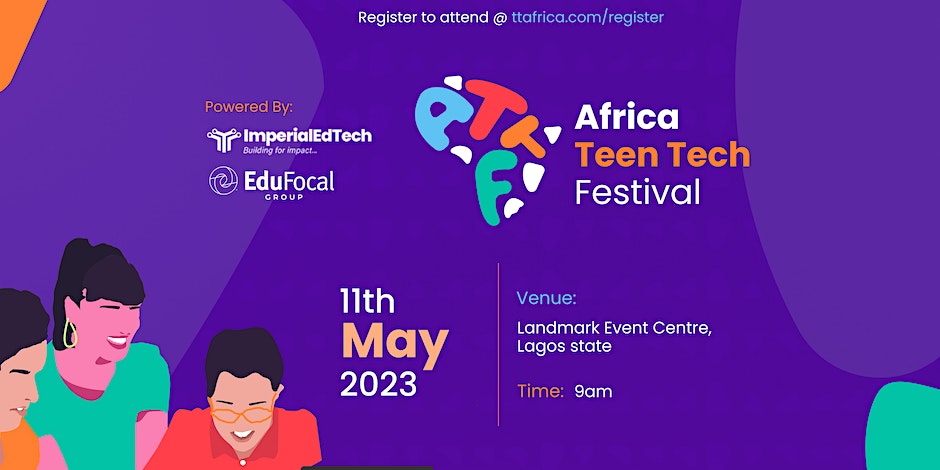 Register to attend @ ttafrica.com/register
Powered By:
ImperialEdTech
Building for impact...
EduFocal
GROUP
ATTF
Africa
Teen Tech
Festival
11th
May
2023
Venue:
Landmark Event Centre,
Lagos state
Time: 9am